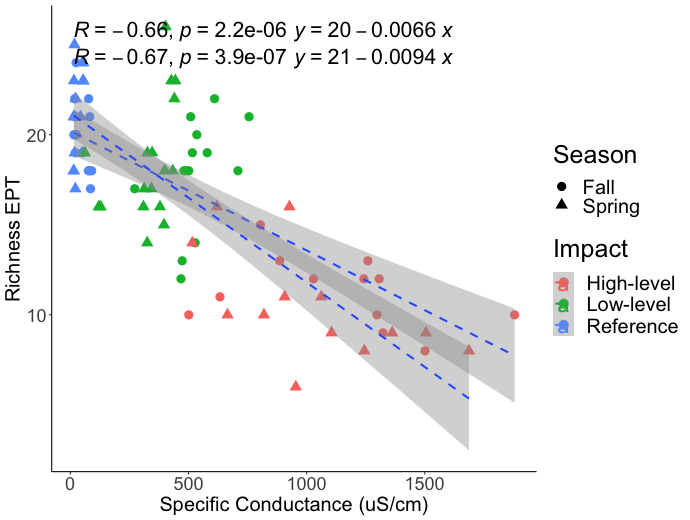 R = −0.66, p = 2.2e-06 y = 20 − 0.0066 x
R = −0.67, p = 3.9e-07 y = 21 − 0.0094 x
20
10
Richness EPT
0
500
1000
1500
Specific Conductance (uS/cm)
Season
Fall
Spring
Impact
a High-level
a Low-level
a Reference